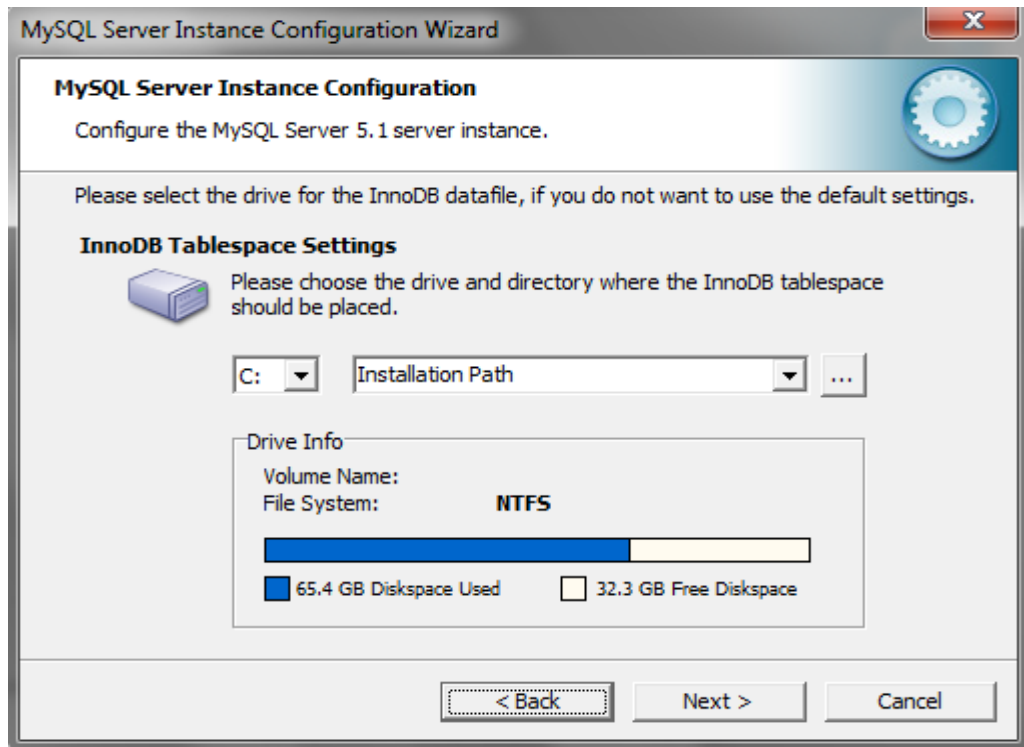 MySQL Server Instance Configuration Wizard
MySQL Server Instance Configuration
Configure the MySQL Server 5.1 server instance.
Please select the drive for the InnoDB datafile, if you do not want to use the default settings.
InnoDB Tablespace Settings
Please choose the drive and directory where the InnoDB tablespace
should be placed.
C: Installation Path ...
Drive Info
Volume Name:
File System: NTFS
65.4 GB Diskspace Used 32.3 GB Free Diskspace
< Back Next > Cancel